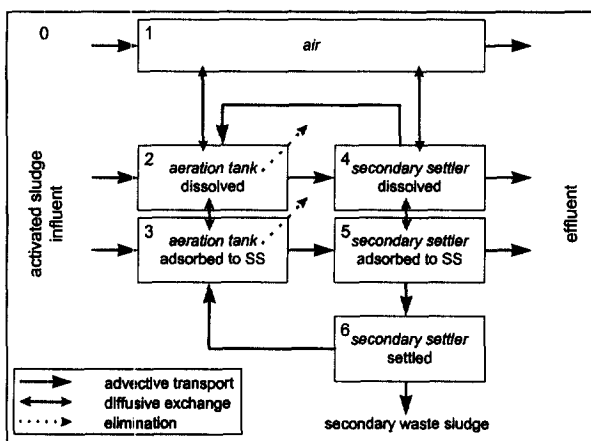 0
1
air
2
aeration tank
dissolved
4
secondary settler
dissolved
activated sludge
influent
effluent
3
aeration tank
adsorbed to SS
5
secondary settler
adsorbed to SS
6
secondary settler
settled
advective transport
diffusive exchange
elimination
secondary waste sludge